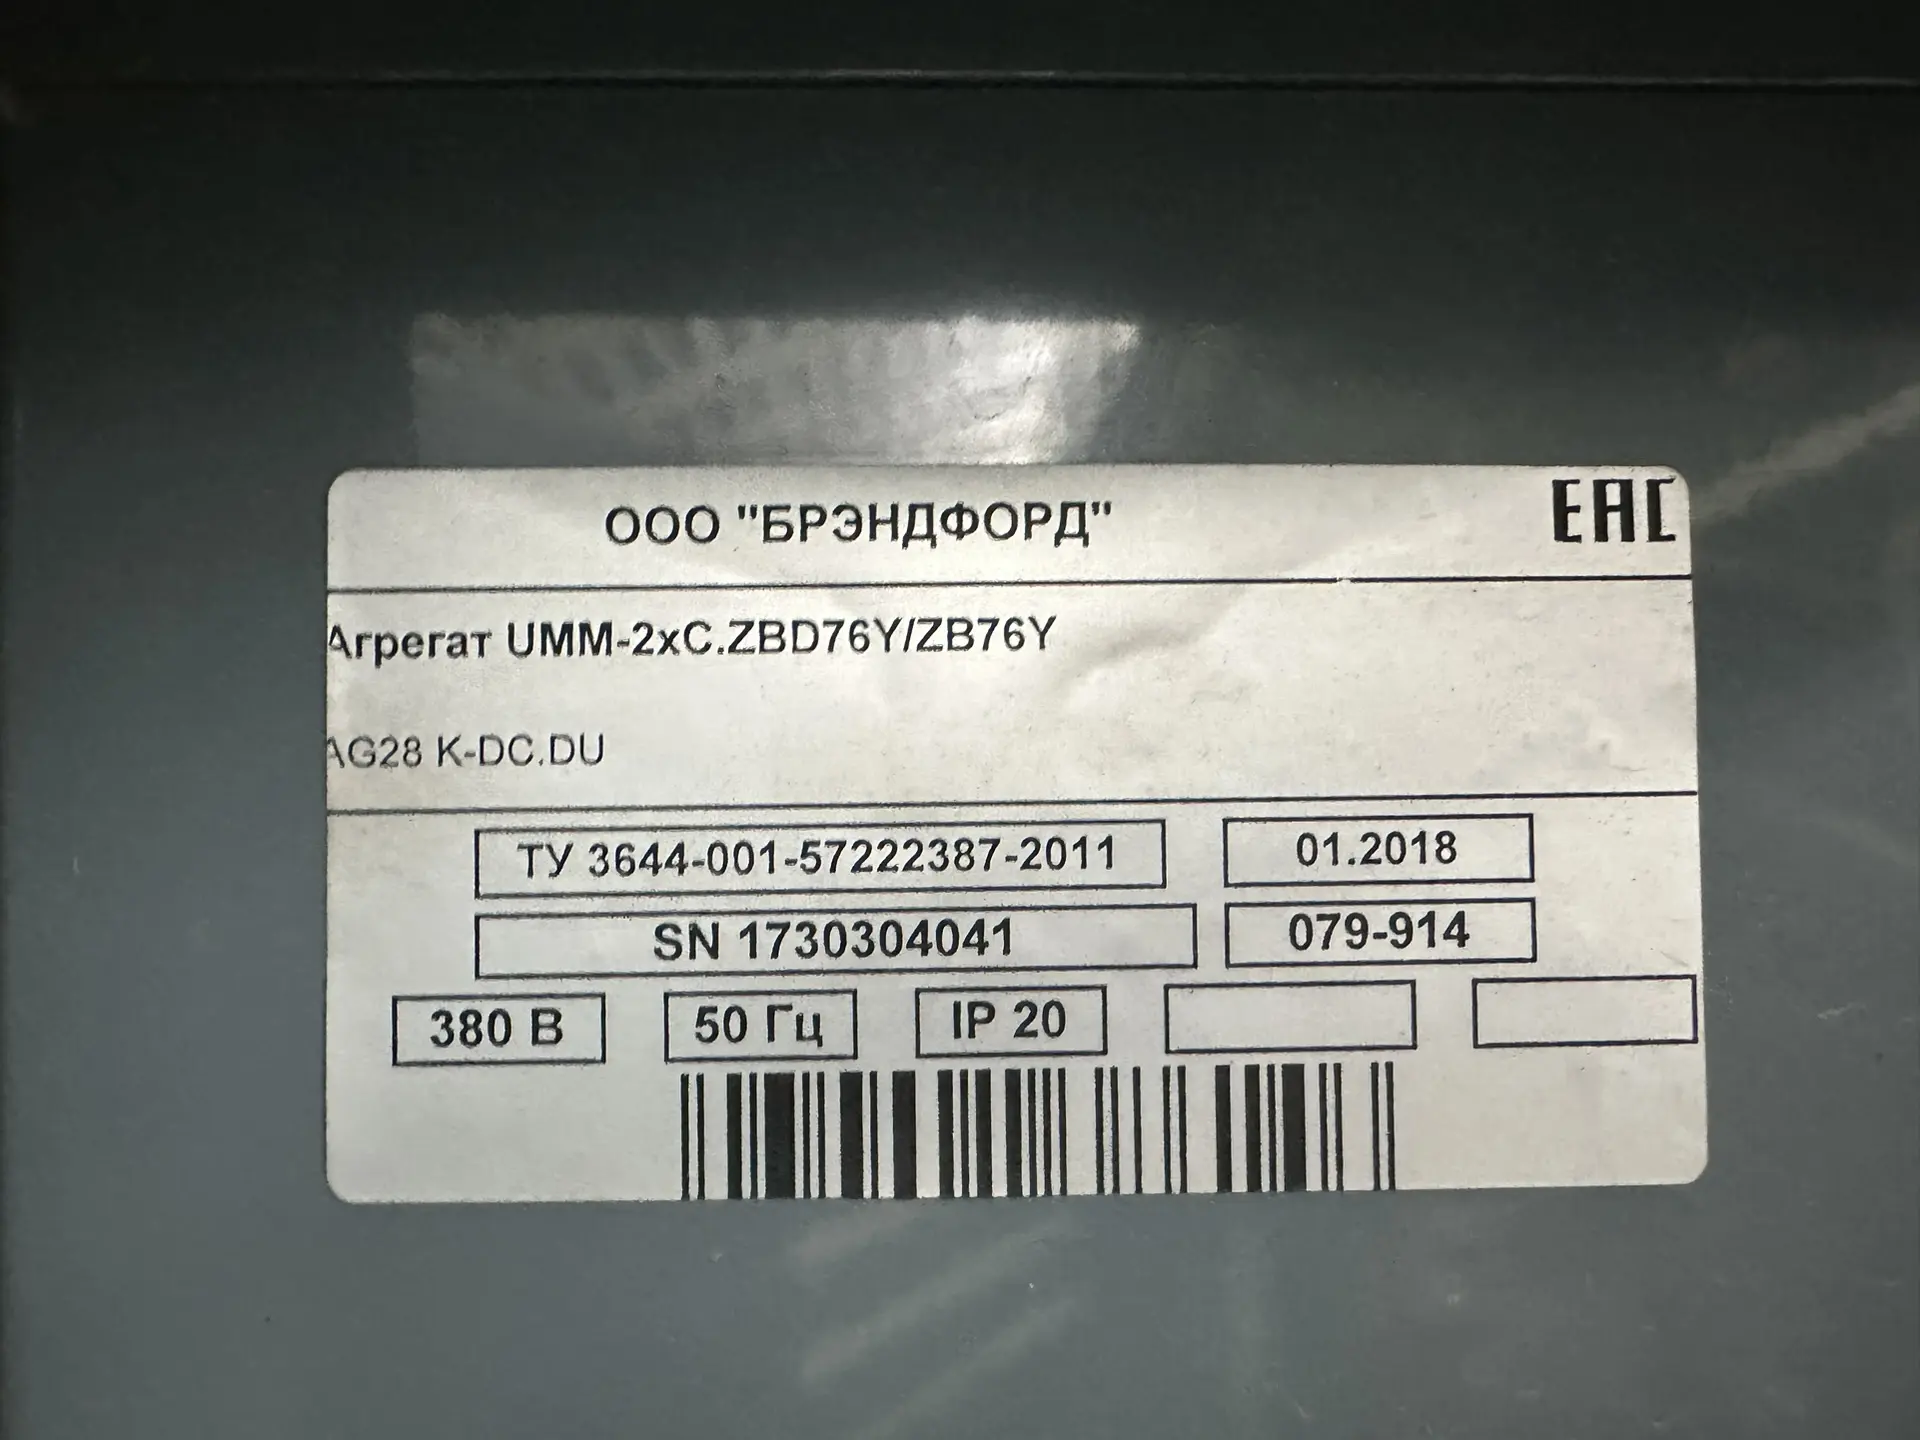 ООО "БРЭНДФОРД"
EAC
Агрегат UMM-2xC.ZBD76Y/ZB76Y
AG28 K-DC.DU
ТУ 3644-001-57222387-2011
01.2018
SN 1730304041
079-914
380 В
50 Гц
IP 20